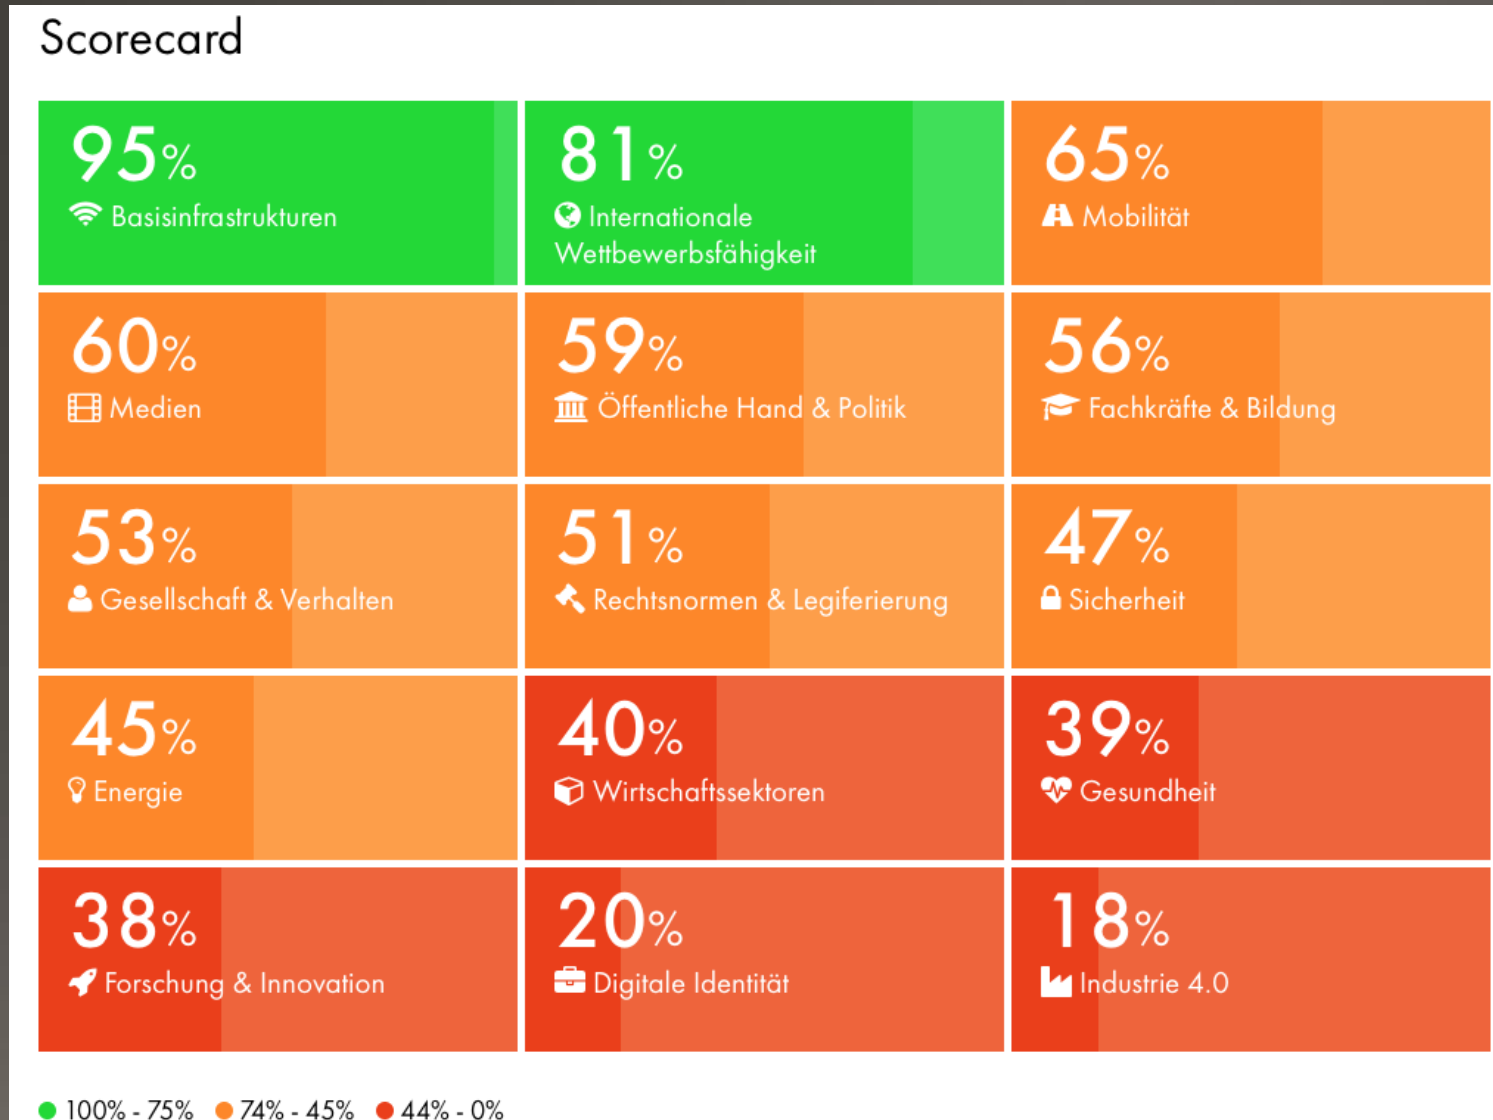 Scorecard
95%
Basisinfrastrukturen
81%
Internationale
Wettbewerbsfähigkeit
65%
Mobilität
60%
Medien
59%
Öffentliche Hand & Politik
56%
Fachkräfte & Bildung
53%
Gesellschaft & Verhalten
51%
Rechtsnormen & Legiferierung
47%
Sicherheit
45%
Energie
40%
Wirtschaftssektoren
39%
Gesundheit
38%
Forschung & Innovation
20%
Digitale Identität
18%
Industrie 4.0
100% - 75% 74% - 45% 44% - 0%